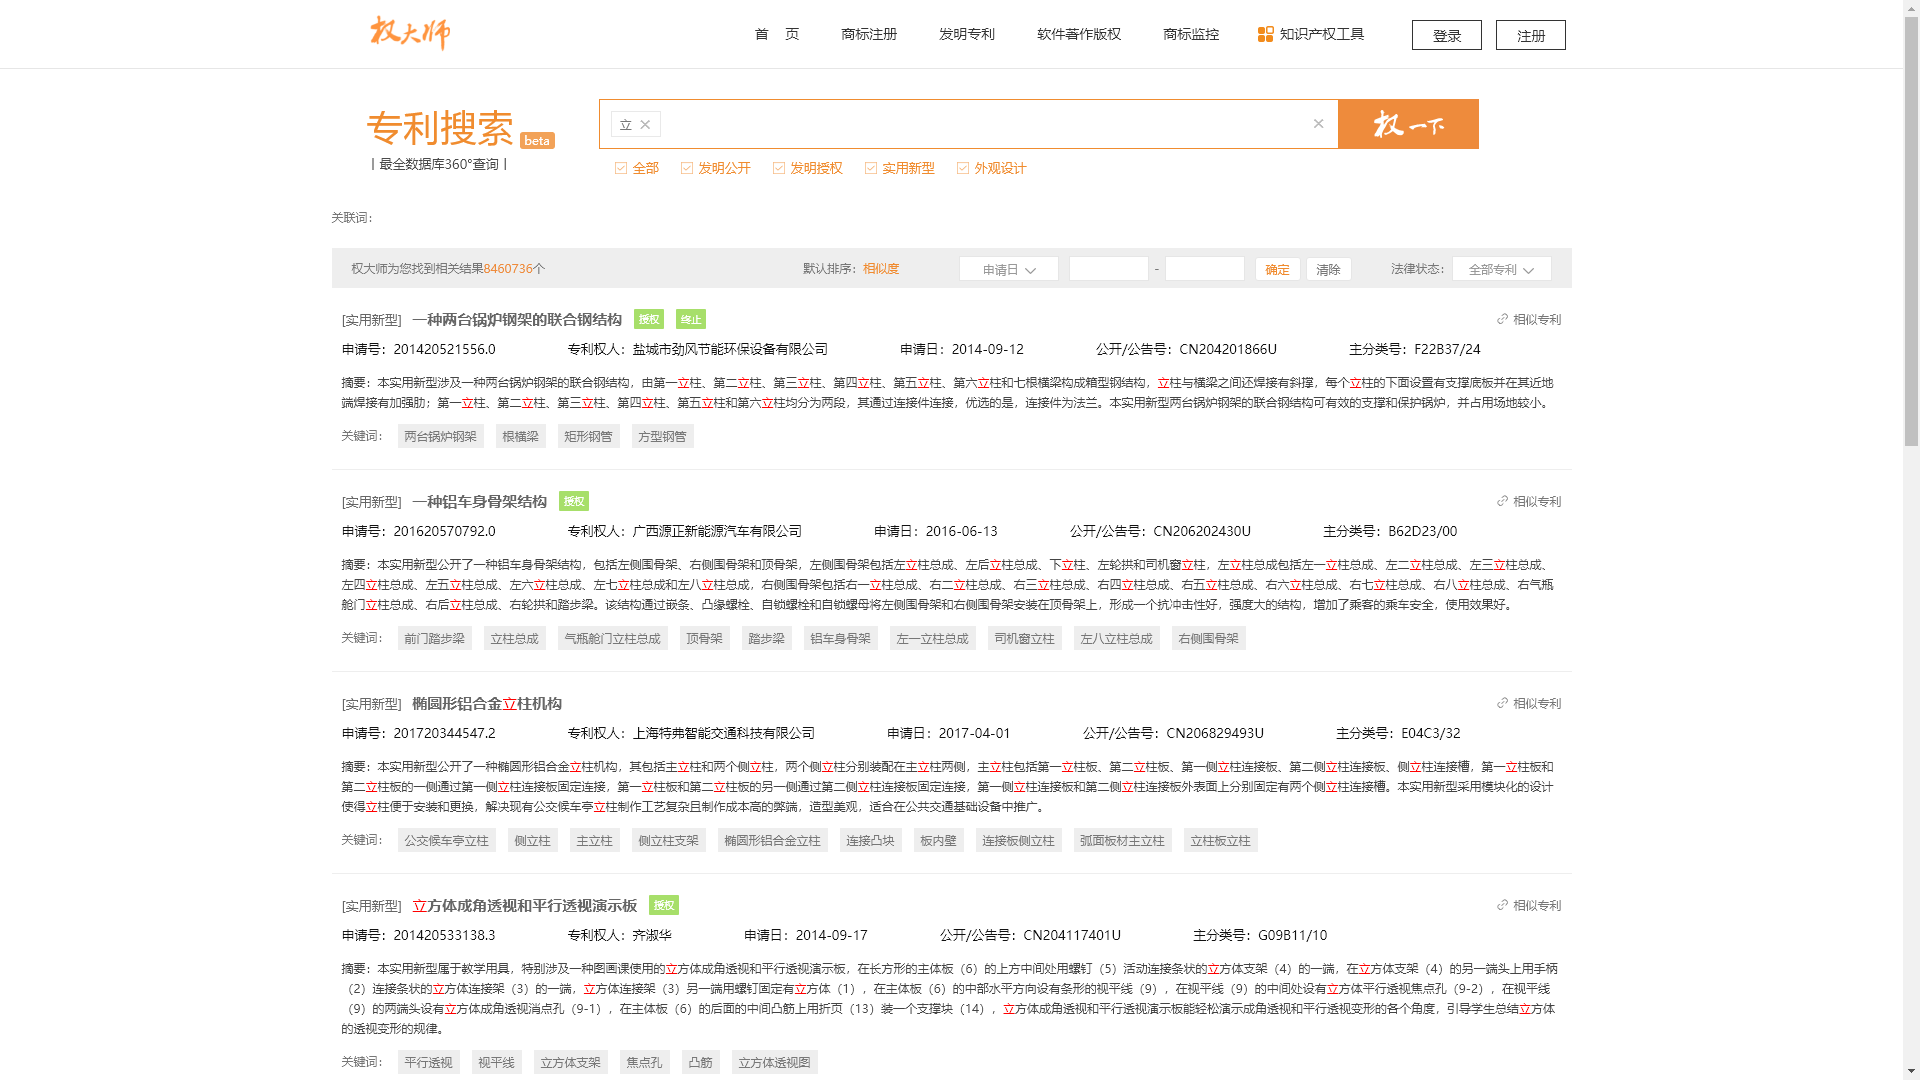 权大师
首 页 商标注册 发明专利 软件著作版权 商标监控 知识产权工具 登录 注册
专利搜索 beta
丨最全数据库360°查询丨
立 ✕ ✕ 权一下
全部 发明公开 发明授权 实用新型 外观设计
关联词：
权大师为您找到相关结果8460736个 默认排序：相似度 申请日 - 确定 清除 法律状态： 全部专利
[实用新型] 一种两台锅炉钢架的联合钢结构 授权 终止 相似专利
申请号：201420521556.0 专利权人：盐城市劲风节能环保设备有限公司 申请日：2014-09-12 公开/公告号：CN204201866U 主分类号：F22B37/24
摘要：本实用新型涉及一种两台锅炉钢架的联合钢结构，由第一立柱、第二立柱、第三立柱、第四立柱、第五立柱、第六立柱和七根横梁构成箱型钢结构，立柱与横梁之间还焊接有斜撑，每个立柱的下面设置有支撑底板并在其近地
端焊接有加强肋；第一立柱、第二立柱、第三立柱、第四立柱、第五立柱和第六立柱均分为两段，其通过连接件连接，优选的是，连接件为法兰。本实用新型两台锅炉钢架的联合钢结构可有效的支撑和保护锅炉，并占用场地较小。
关键词： 两台锅炉钢架 根横梁 矩形钢管 方型钢管
[实用新型] 一种铝车身骨架结构 授权 相似专利
申请号：201620570792.0 专利权人：广西源正新能源汽车有限公司 申请日：2016-06-13 公开/公告号：CN206202430U 主分类号：B62D23/00
摘要：本实用新型公开了一种铝车身骨架结构，包括左侧围骨架、右侧围骨架和顶骨架，左侧围骨架包括左立柱总成、左后立柱总成、下立柱、左轮拱和司机窗立柱，左立柱总成包括左一立柱总成、左二立柱总成、左三立柱总成、
左四立柱总成、左五立柱总成、左六立柱总成、左七立柱总成和左八立柱总成，右侧围骨架包括右一立柱总成、右二立柱总成、右三立柱总成、右四立柱总成、右五立柱总成、右六立柱总成、右七立柱总成、右八立柱总成、右气瓶
舱门立柱总成、右后立柱总成、右轮拱和踏步梁。该结构通过嵌条、凸缘螺栓、自锁螺栓和自锁螺母将左侧围骨架和右侧围骨架安装在顶骨架上，形成一个抗冲击性好，强度大的结构，增加了乘客的乘车安全，使用效果好。
关键词： 前门踏步梁 立柱总成 气瓶舱门立柱总成 顶骨架 踏步梁 铝车身骨架 左一立柱总成 司机窗立柱 左八立柱总成 右侧围骨架
[实用新型] 椭圆形铝合金立柱机构 相似专利
申请号：201720344547.2 专利权人：上海特弗智能交通科技有限公司 申请日：2017-04-01 公开/公告号：CN206829493U 主分类号：E04C3/32
摘要：本实用新型公开了一种椭圆形铝合金立柱机构，其包括主立柱和两个侧立柱，两个侧立柱分别装配在主立柱两侧，主立柱包括第一立柱板、第二立柱板、第一侧立柱连接板、第二侧立柱连接板、侧立柱连接槽，第一立柱板和
第二立柱板的一侧通过第一侧立柱连接板固定连接，第一立柱板和第二立柱板的另一侧通过第二侧立柱连接板固定连接，第一侧立柱连接板和第二侧立柱连接板外表面上分别固定有两个侧立柱连接槽。本实用新型采用模块化的设计
使得立柱便于安装和更换，解决现有公交候车亭立柱制作工艺复杂且制作成本高的弊端，造型美观，适合在公共交通基础设备中推广。
关键词： 公交候车亭立柱 侧立柱 主立柱 侧立柱支架 椭圆形铝合金立柱 连接凸块 板内壁 连接板侧立柱 弧面板材主立柱 立柱板立柱
[实用新型] 立方体成角透视和平行透视演示板 授权 相似专利
申请号：201420533138.3 专利权人：齐淑华 申请日：2014-09-17 公开/公告号：CN204117401U 主分类号：G09B11/10
摘要：本实用新型属于教学用具，特别涉及一种图画课使用的立方体成角透视和平行透视演示板，在长方形的主体板（6）的上方中间处用螺钉（5）活动连接条状的立方体支架（4）的一端，在立方体支架（4）的另一端头上用手柄
（2）连接条状的立方体连接架（3）的一端，立方体连接架（3）另一端用螺钉固定有立方体（1），在主体板（6）的中部水平方向设有条形的视平线（9），在视平线（9）的中间处设有立方体平行透视焦点孔（9-2），在视平线
（9）的两端头设有立方体成角透视消点孔（9-1），在主体板（6）的后面的中间凸筋上用折页（13）装一个支撑块（14），立方体成角透视和平行透视演示板能轻松演示成角透视和平行透视变形的各个角度，引导学生总结立方体
的透视变形的规律。
关键词： 平行透视 视平线 立方体支架 焦点孔 凸筋 立方体透视图